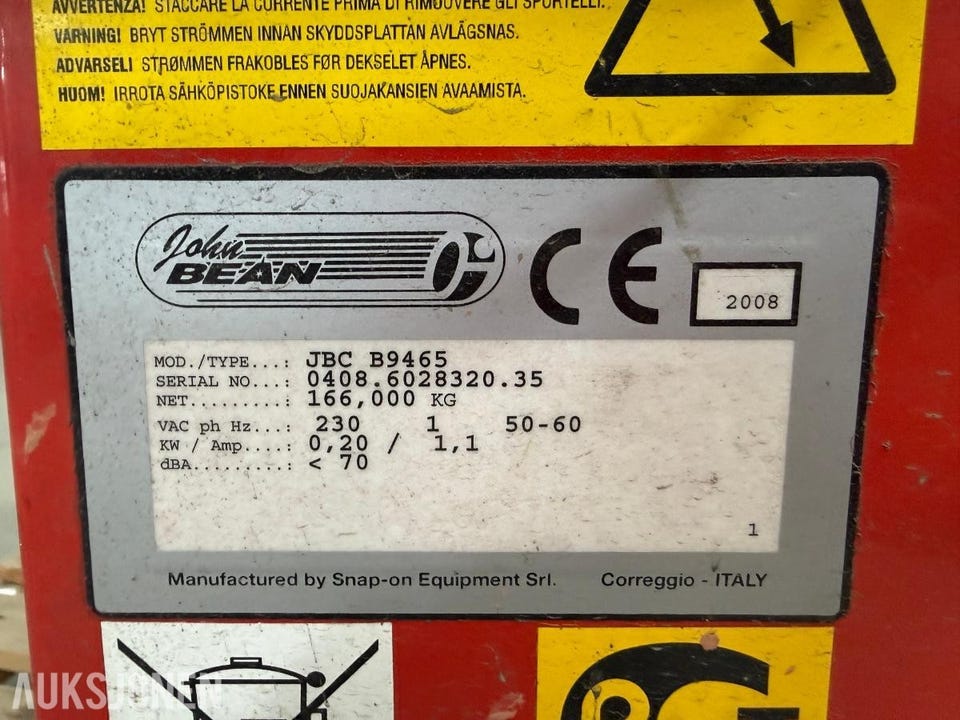 AVVERTENZA! STACCARE LA CORRENTE PRIMA DI RIMUOVERE GLI SPORTELLI.
VARNING! BRYT STRÖMMEN INNAN SKYDDSPLATTAN AVLÄGSNAS.
ADVARSEL! STRØMMEN FRAKOBLES FØR DEKSELET ÅPNES.
HUOM! IRROTA SÄHKÖPISTOKE ENNEN SUOJAKANSIEN AVAAMISTA.
John
BEAN
CE
2008
MOD./TYPE...: JBC B9465
SERIAL NO...: 0408.6028320.35
NET.........: 166,000 KG
VAC ph Hz...: 230 1 50-60
KW / Amp....: 0,20 / 1,1
dBA.........: < 70
1
Manufactured by Snap-on Equipment Srl. Correggio - ITALY
AUKSJONEN